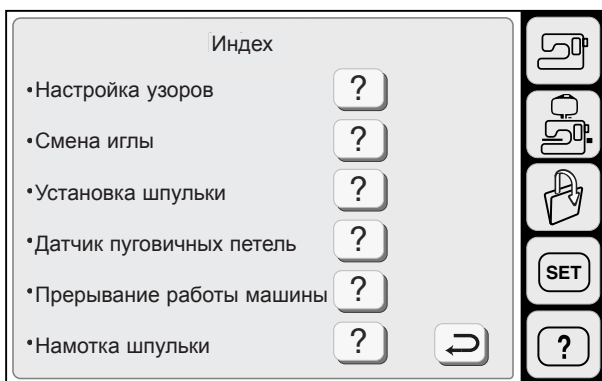 Индех
•Настройка узоров ?
•Смена иглы ?
•Установка шпульки ?
•Датчик пуговичных петель ?
•Прерывание работы машины ?
•Намотка шпульки ?
SET
?